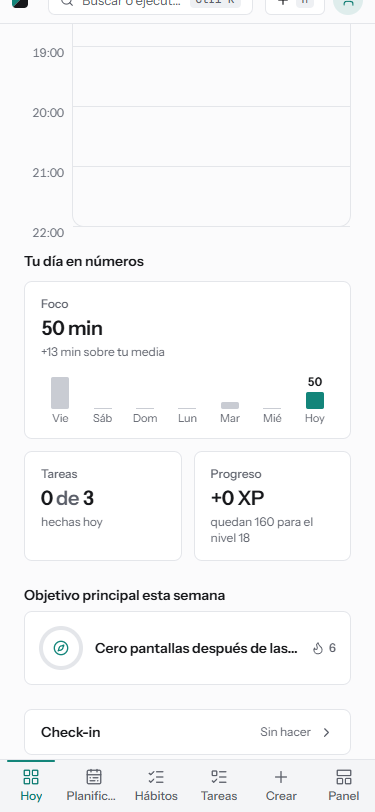 Buscar o ejecut... Ctrl K
19:00
20:00
21:00
22:00
Tu día en números
Foco
50 min
+13 min sobre tu media
50
Vie Sáb Dom Lun Mar Mié Hoy
Tareas
0 de 3
hechas hoy
Progreso
+0 XP
quedan 160 para el
nivel 18
Objetivo principal esta semana
Cero pantallas después de las... 6
Check-in Sin hacer
Hoy Planific... Hábitos Tareas Crear Panel